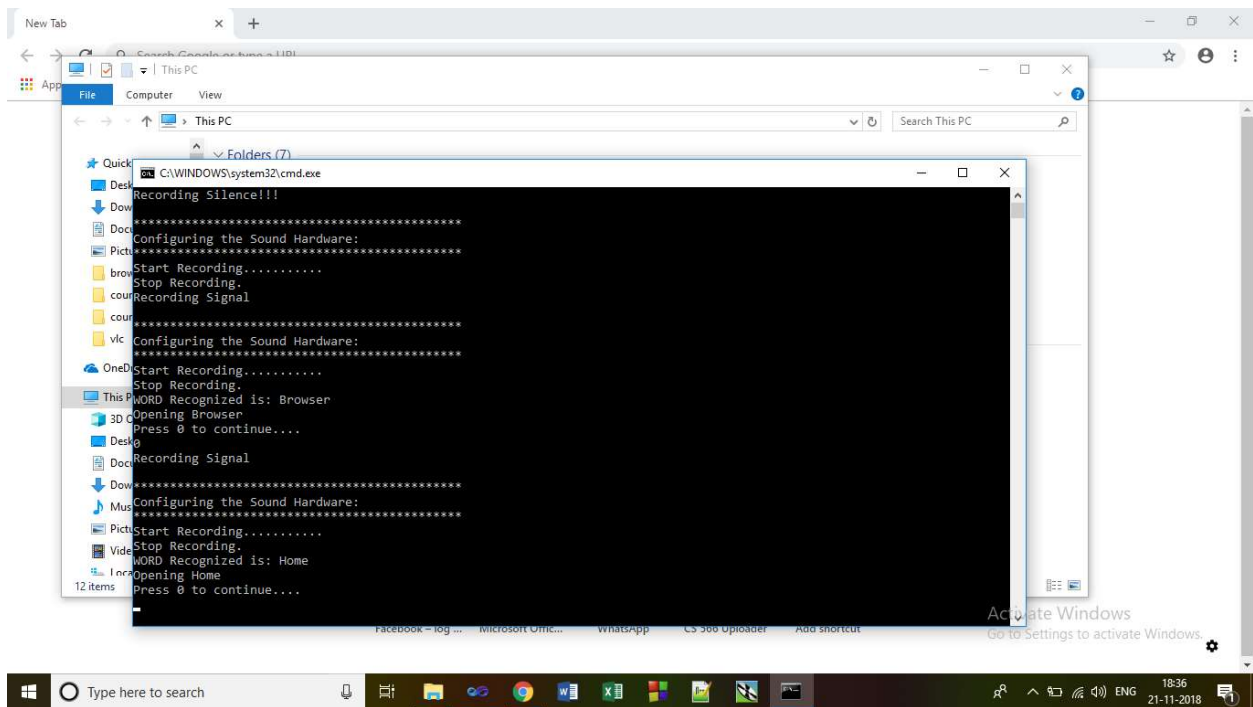 New Tab
Search Google or type a URL
App
This PC
File Computer View
This PC
Search This PC
Folders (7)
Quick
Desk
Dow
Docu
Pictu
brow
cour
cour
vlc
OneD
This P
3D O
Desk
Docu
Dow
Mus
Pictu
Vide
Loca
12 items
C:\WINDOWS\system32\cmd.exe
Recording Silence!!!
*********************************************
Configuring the Sound Hardware:
*********************************************
Start Recording...........
Stop Recording.
Recording Signal
*********************************************
Configuring the Sound Hardware:
*********************************************
Start Recording...........
Stop Recording.
WORD Recognized is: Browser
Opening Browser
Press 0 to continue....
0
Recording Signal
*********************************************
Configuring the Sound Hardware:
*********************************************
Start Recording...........
Stop Recording.
WORD Recognized is: Home
Opening Home
Press 0 to continue....
Facebook – log ... Microsoft Offic... WhatsApp CS 566 Uploader Add shortcut
Activate Windows
Go to Settings to activate Windows.
Type here to search
ENG
18:36
21-11-2018